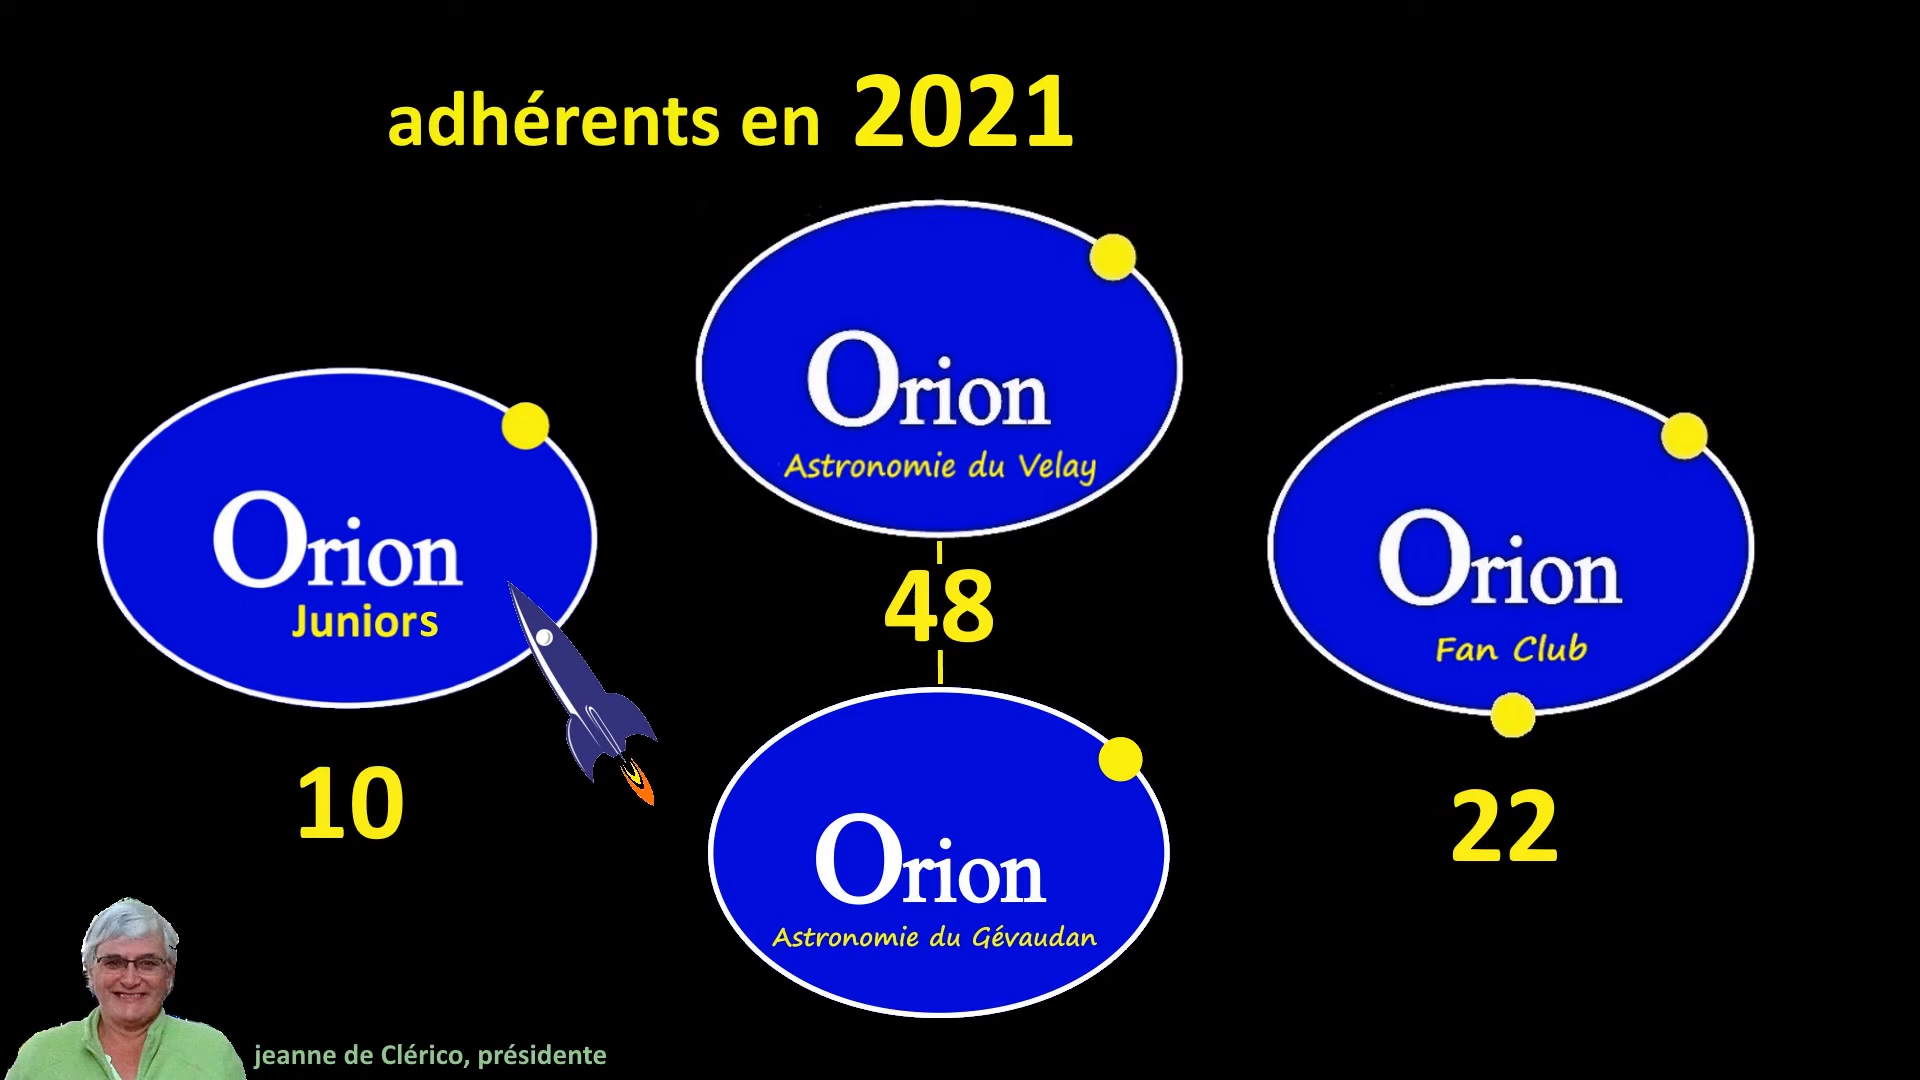 adhérents en 2021
Orion
Astronomie du Velay
Orion
Juniors
10
48
Orion
Fan Club
22
Orion
Astronomie du Gévaudan
jeanne de Clérico, présidente